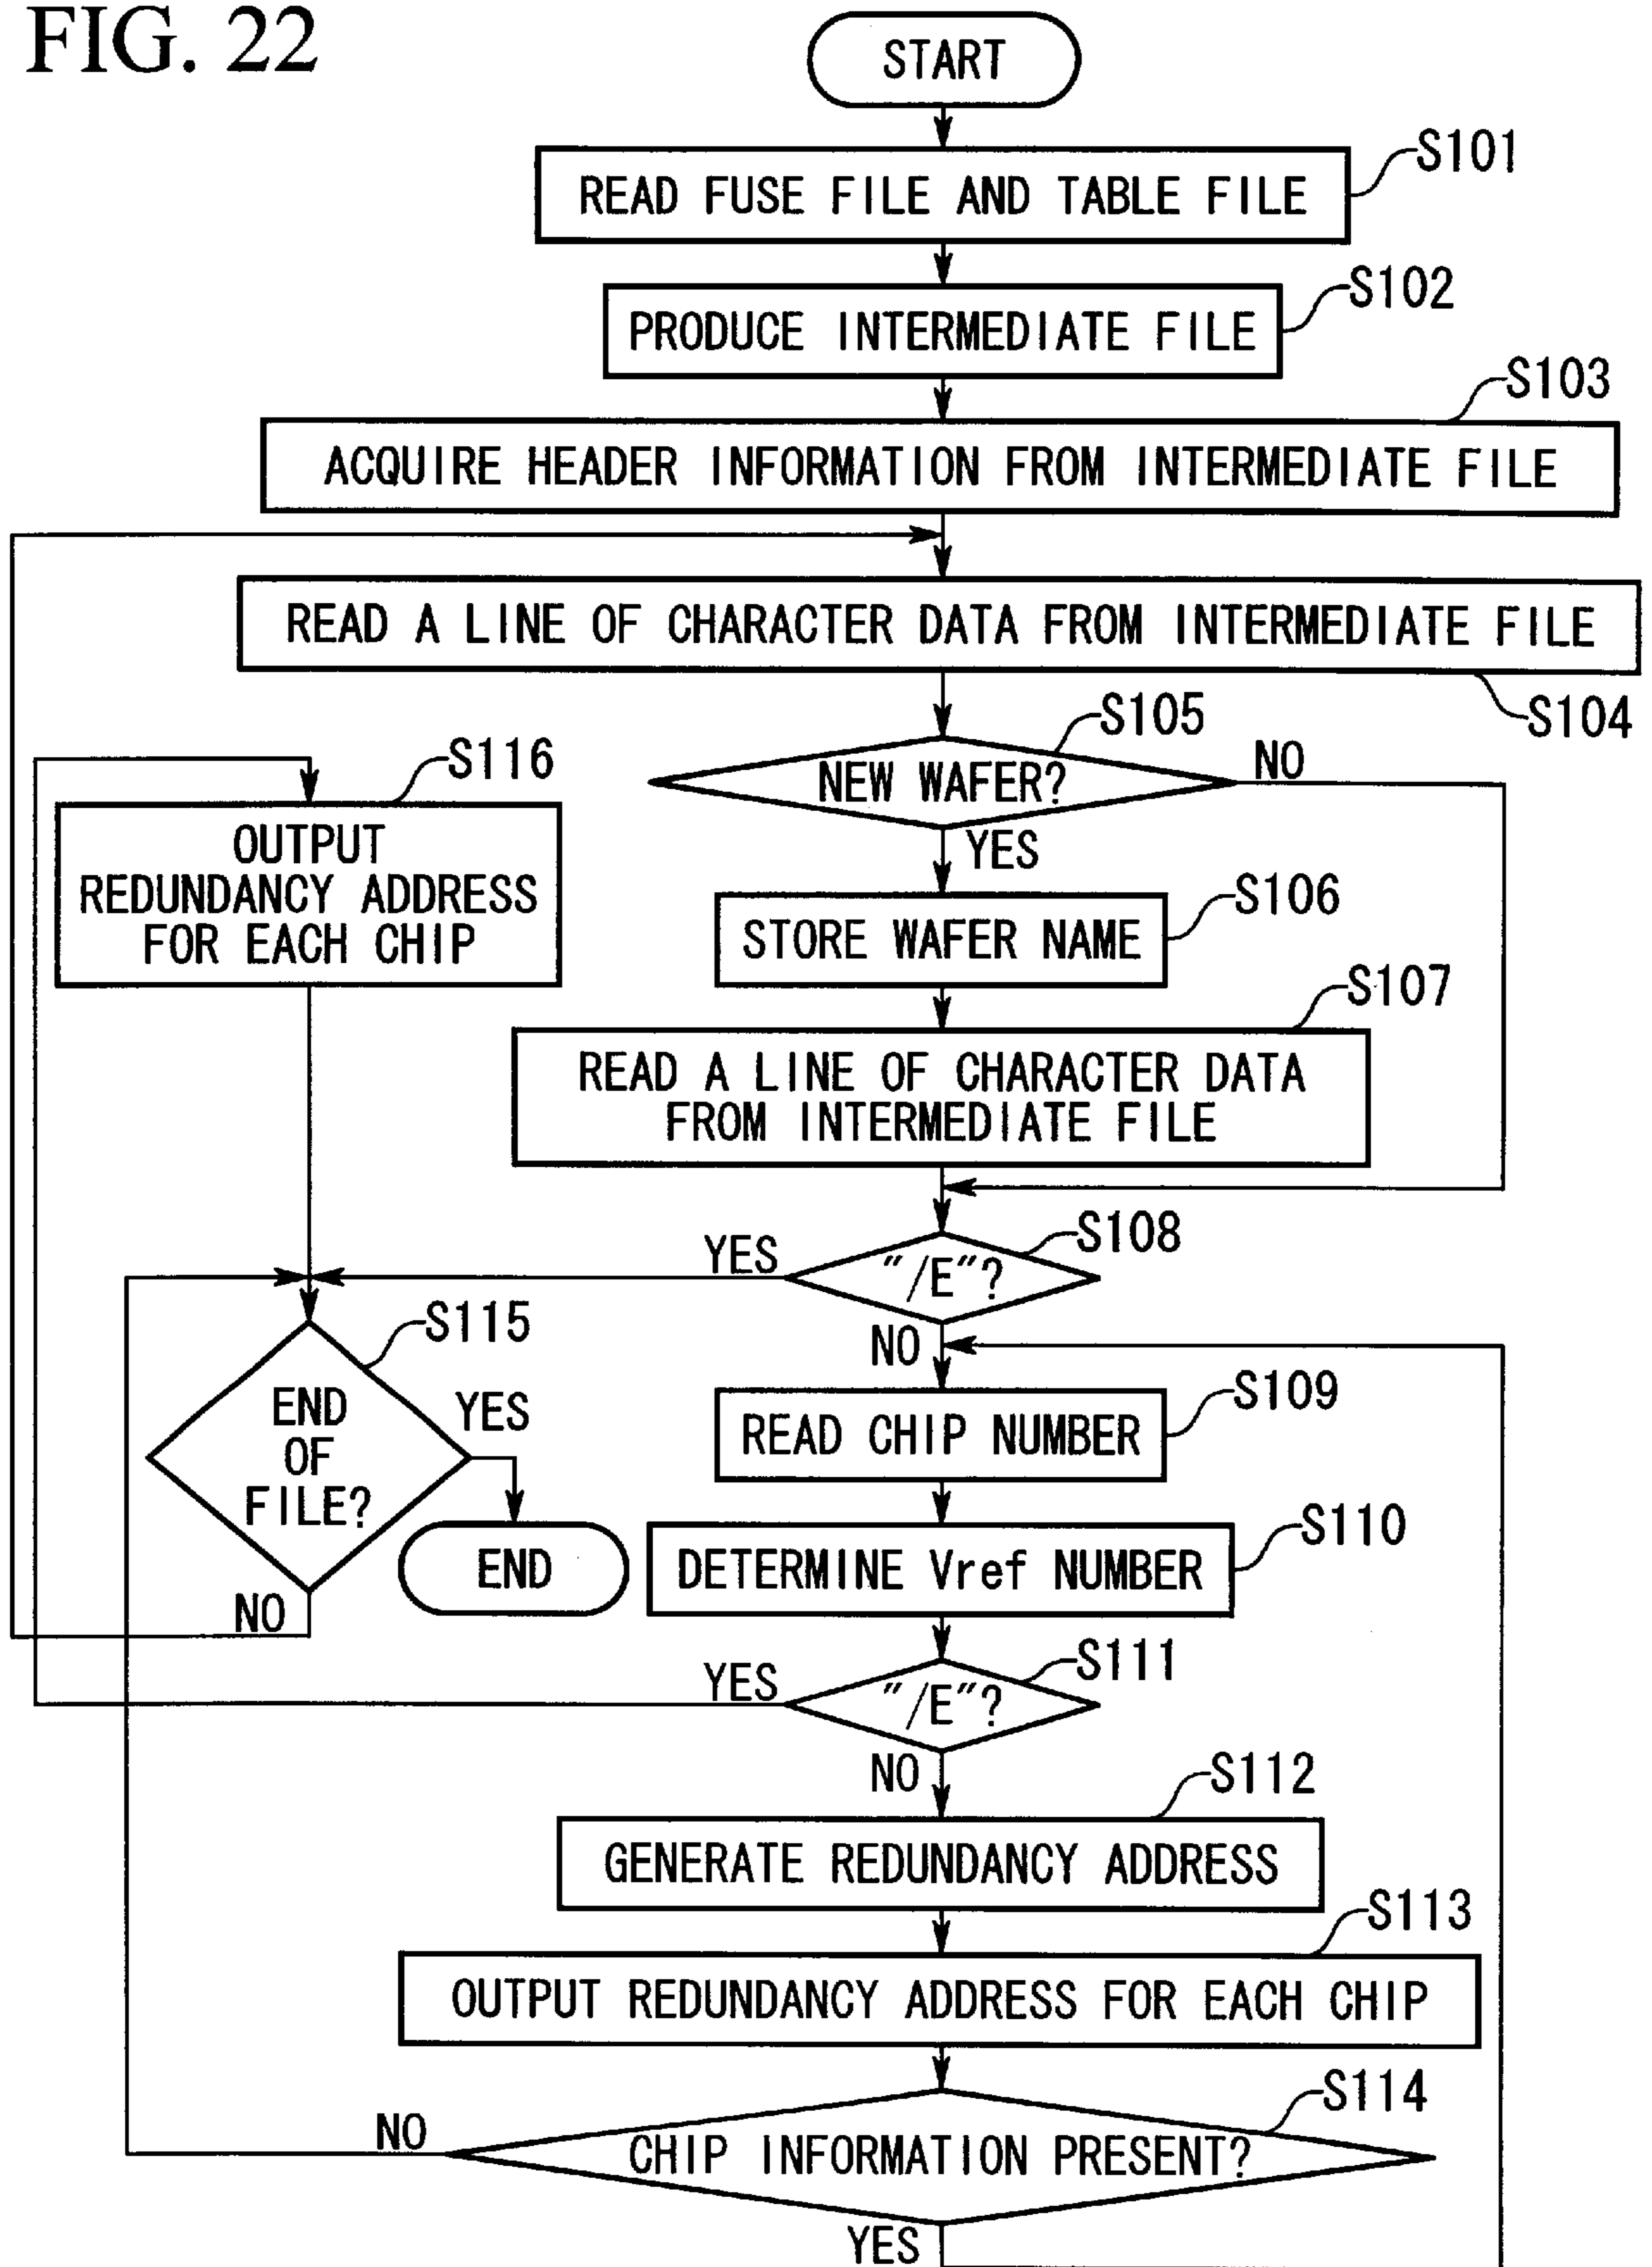 FIG. 22
START
S101
READ FUSE FILE AND TABLE FILE
S102
PRODUCE INTERMEDIATE FILE
S103
ACQUIRE HEADER INFORMATION FROM INTERMEDIATE FILE
READ A LINE OF CHARACTER DATA FROM INTERMEDIATE FILE
S104
S105
NEW WAFER?
NO
YES
S116
OUTPUT
REDUNDANCY ADDRESS
FOR EACH CHIP
S106
STORE WAFER NAME
S107
READ A LINE OF CHARACTER DATA
FROM INTERMEDIATE FILE
S108
"/E"?
YES
NO
S115
END
OF
FILE?
YES
END
NO
S109
READ CHIP NUMBER
S110
DETERMINE Vref NUMBER
S111
"/E"?
YES
NO
S112
GENERATE REDUNDANCY ADDRESS
S113
OUTPUT REDUNDANCY ADDRESS FOR EACH CHIP
S114
CHIP INFORMATION PRESENT?
NO
YES